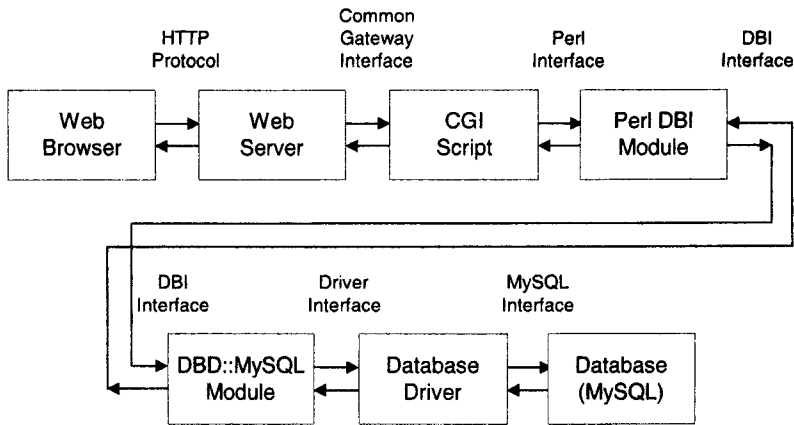 HTTP
Protocol
Common
Gateway
Interface
Perl
Interface
DBI
Interface
Web
Browser
Web
Server
CGI
Script
Perl DBI
Module
DBI
Interface
Driver
Interface
MySQL
Interface
DBD::MySQL
Module
Database
Driver
Database
(MySQL)